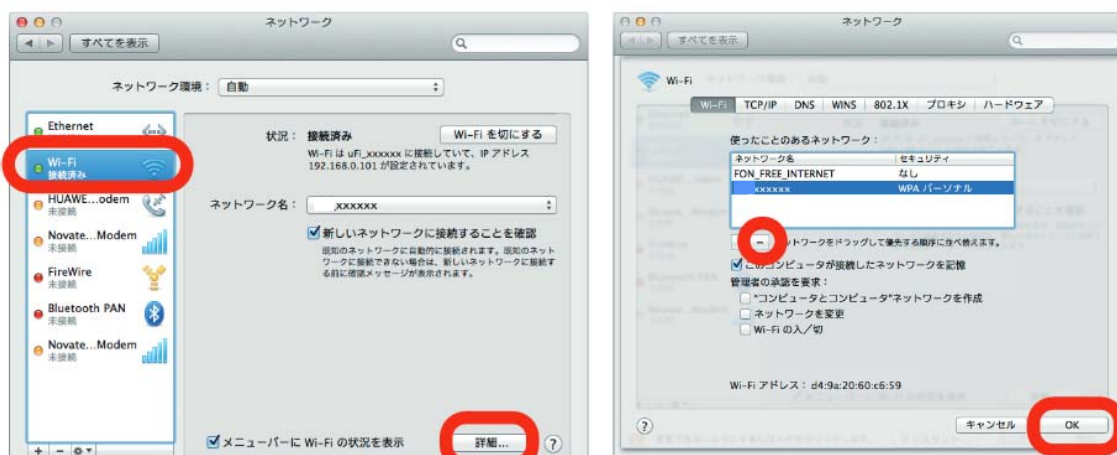 ネットワーク
すべてを表示
ネットワーク環境： 自動
Ethernet
Wi-Fi
接続済み
HUAWE...odem
未接続
Novate...Modem
未接続
FireWire
未接続
Bluetooth PAN
未接続
Novate...Modem
未接続
状況： 接続済み
Wi-Fi を切にする
Wi-Fi は uFi_xxxxxx に接続していて、IP アドレス
192.168.0.101 が設定されています。
ネットワーク名： xxxxxx
新しいネットワークに接続することを確認
既知のネットワークに自動的に接続されます。既知のネット
ワークに接続できない場合は、新しいネットワークに接続す
る前に確認メッセージが表示されます。
メニューバーに Wi-Fi の状況を表示
詳細...
?
ネットワーク
すべてを表示
Wi-Fi
Wi-Fi TCP/IP DNS WINS 802.1X プロキシ ハードウェア
使ったことのあるネットワーク：
ネットワーク名 セキュリティ
FON_FREE_INTERNET なし
xxxxxx WPA パーソナル
ットワークをドラッグして優先する順序に並べ替えます。
このコンピュータが接続したネットワークを記憶
管理者の承認を要求：
"コンピュータとコンピュータ"ネットワークを作成
ネットワークを変更
Wi-Fi の入／切
Wi-Fi アドレス： d4:9a:20:60:c6:59
?
キャンセル
OK